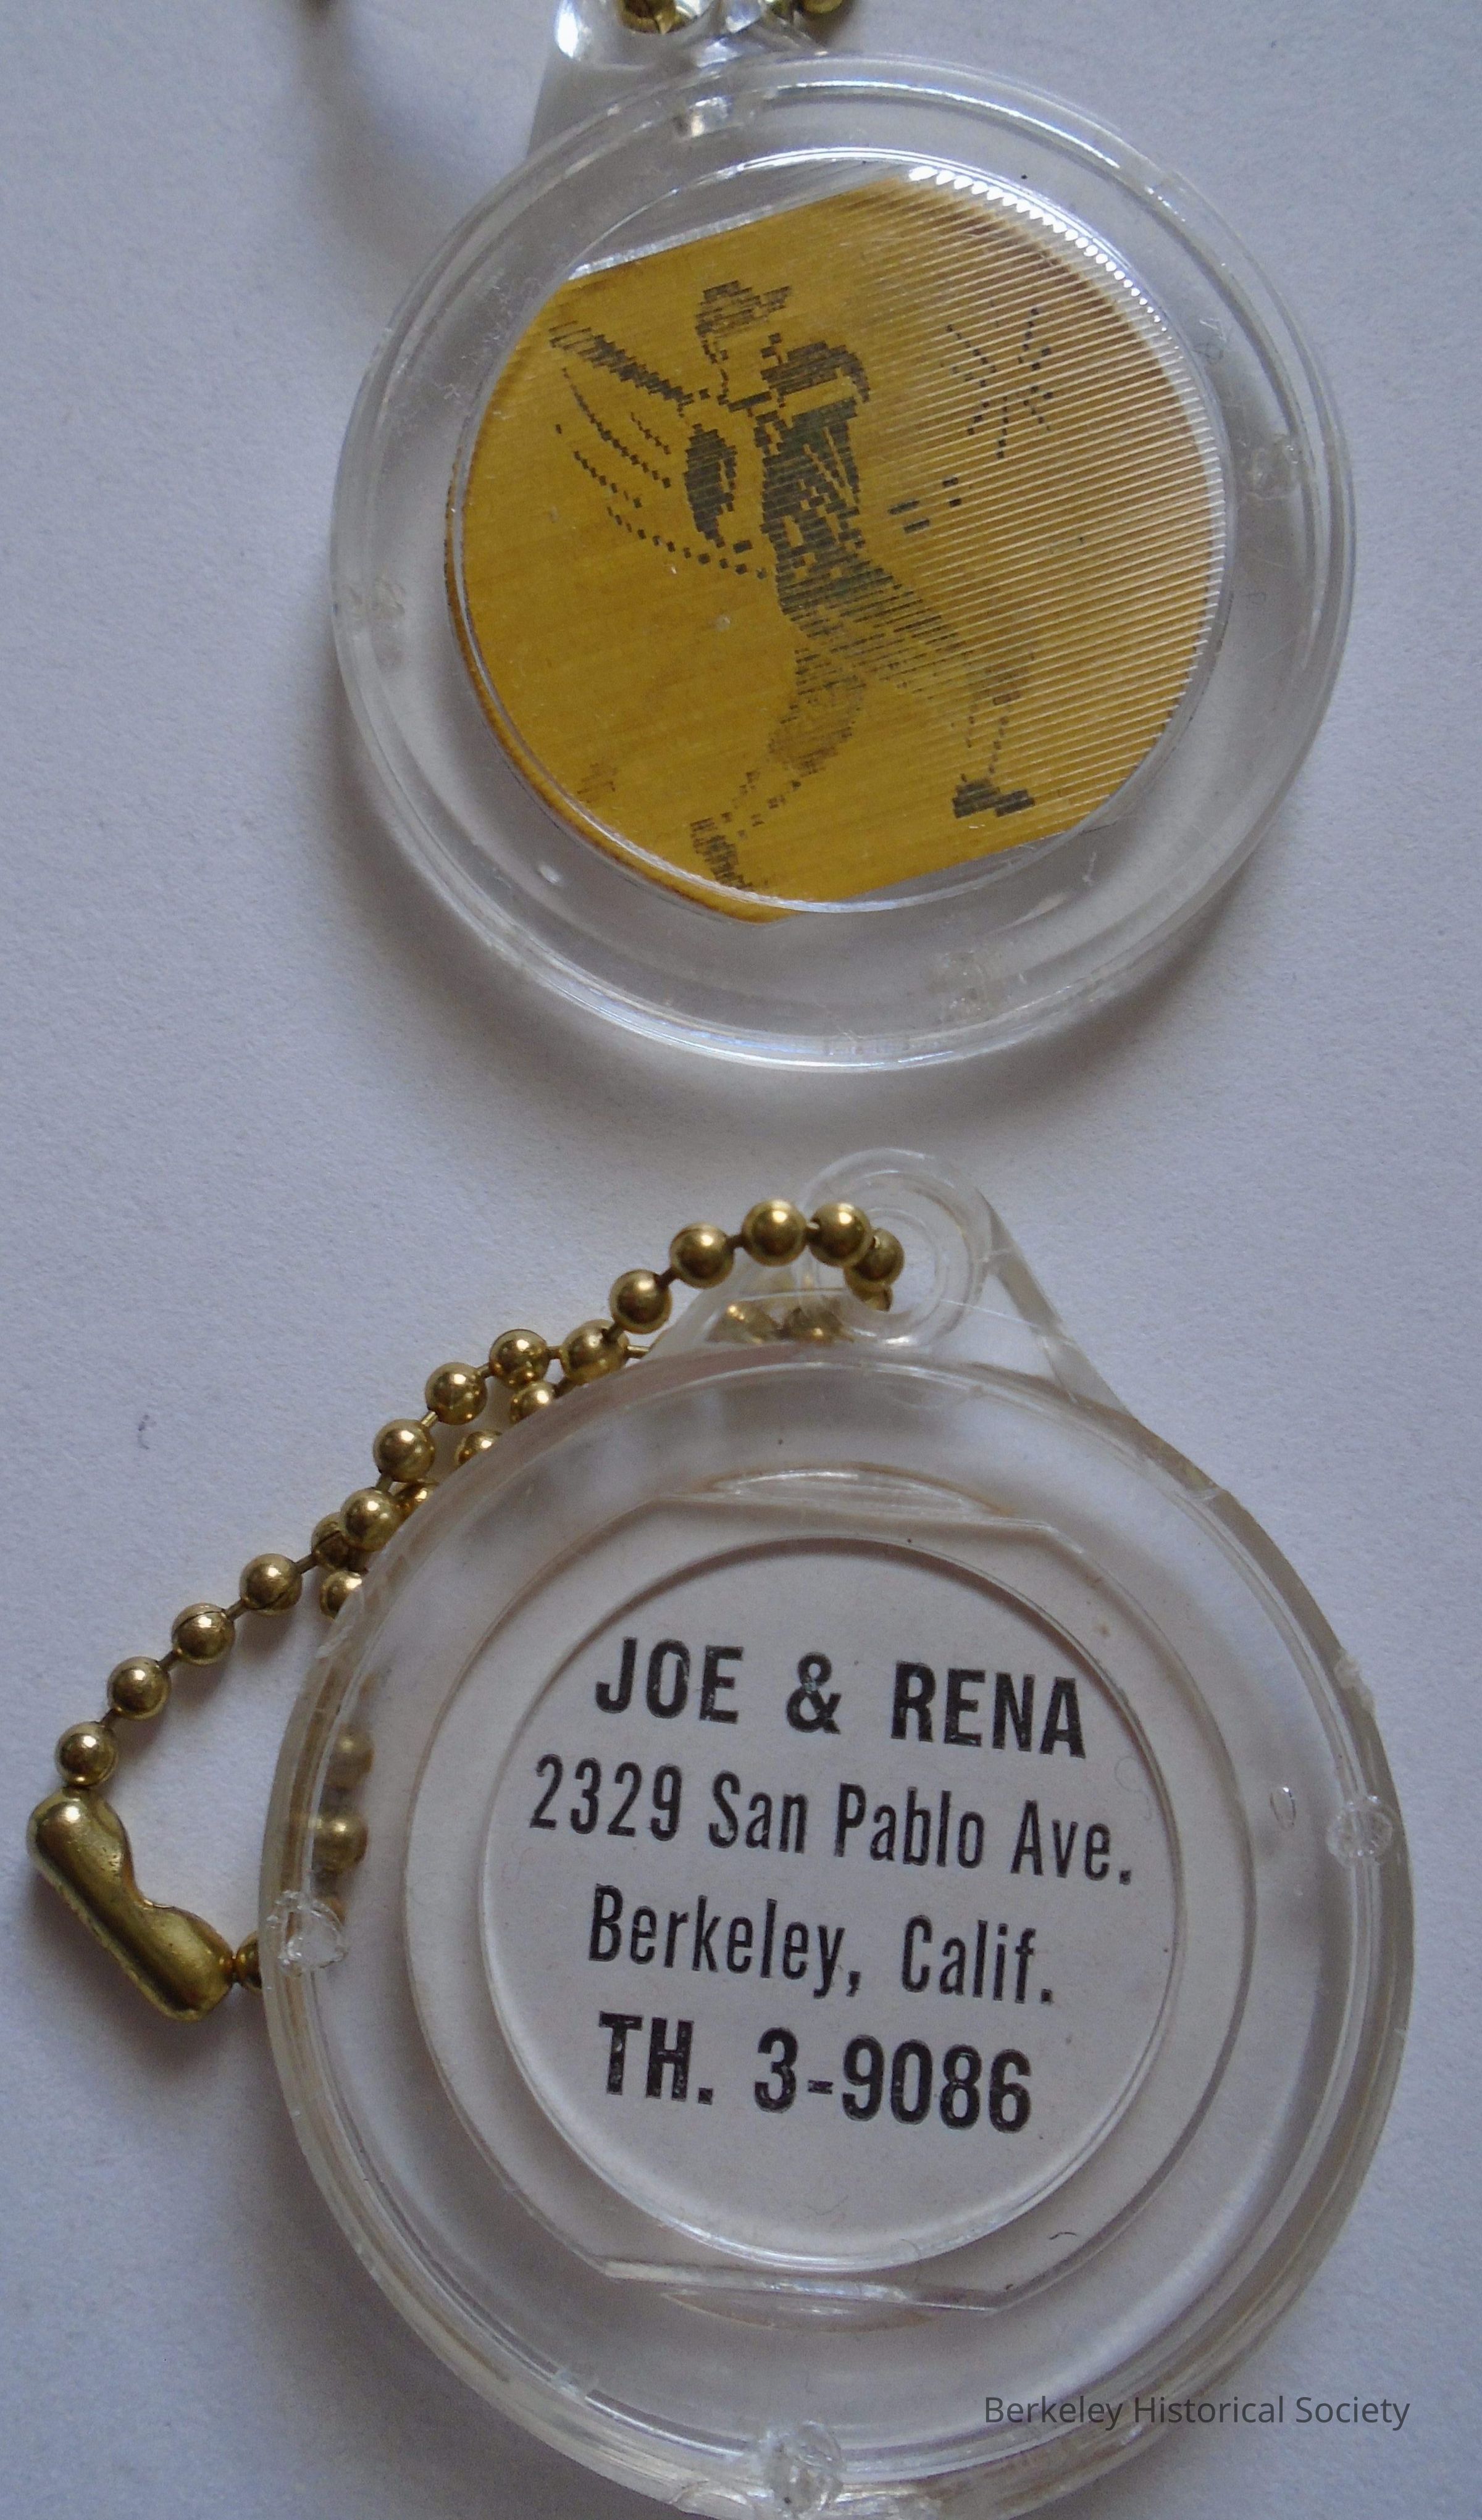 JOE & RENA
2329 San Pablo Ave.
Berkeley, Calif.
TH. 3-9086
Berkeley Historical Society